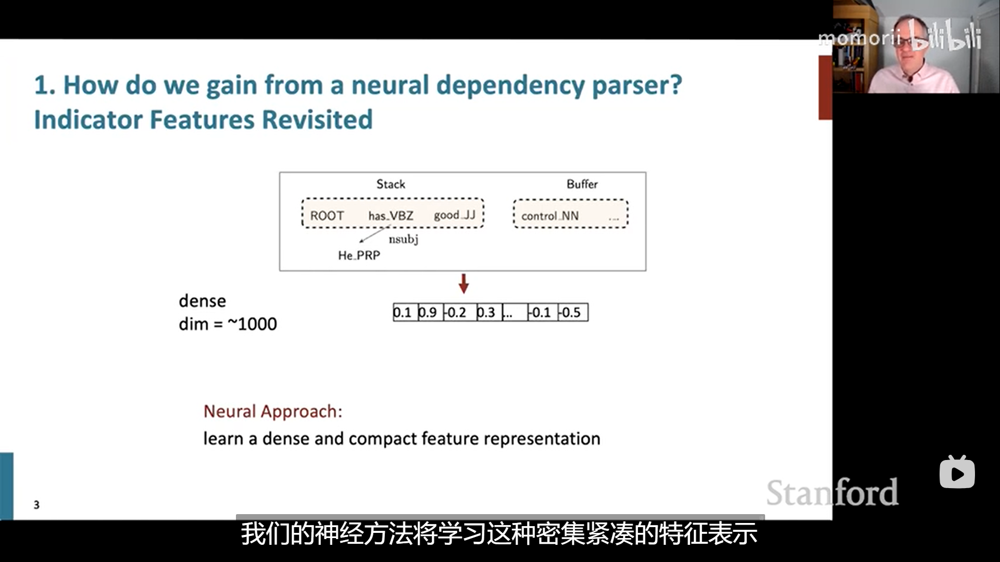 momorii bilibili
1. How do we gain from a neural dependency parser?
Indicator Features Revisited
Stack
Buffer
ROOT has_VBZ good_JJ
control_NN ...
nsubj
He_PRP
dense
dim = ~1000
0.1 0.9 -0.2 0.3 ... -0.1 -0.5
Neural Approach:
learn a dense and compact feature representation
Stanford
3
我们的神经方法将学习这种密集紧凑的特征表示